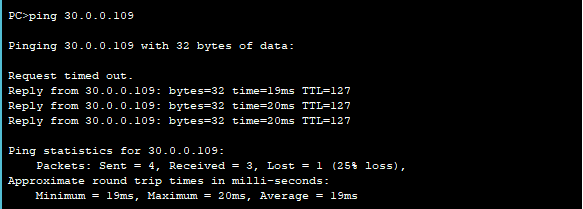 PC>ping 30.0.0.109
Pinging 30.0.0.109 with 32 bytes of data:
Request timed out.
Reply from 30.0.0.109: bytes=32 time=19ms TTL=127
Reply from 30.0.0.109: bytes=32 time=20ms TTL=127
Reply from 30.0.0.109: bytes=32 time=20ms TTL=127
Ping statistics for 30.0.0.109:
Packets: Sent = 4, Received = 3, Lost = 1 (25% loss),
Approximate round trip times in milli-seconds:
Minimum = 19ms, Maximum = 20ms, Average = 19ms